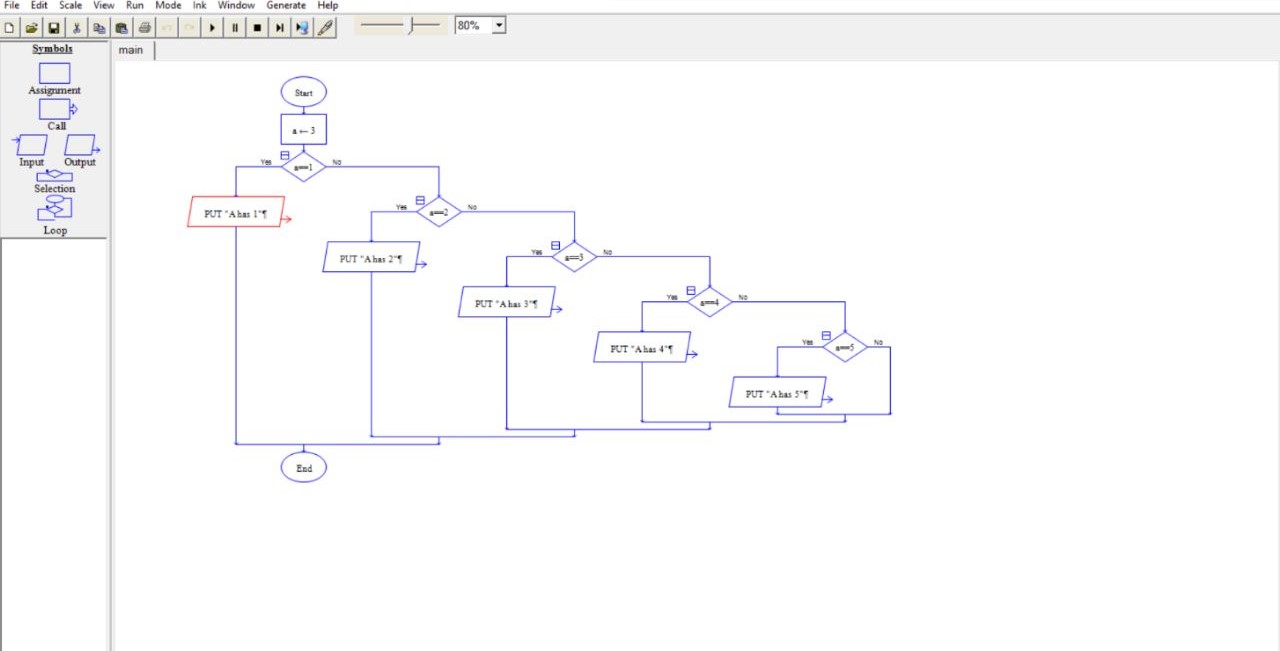 File Edit Scale View Run Mode Ink Window Generate Help
80%
Symbols
Assignment
Call
Input Output
Selection
Loop
main
Start
a ← 3
Yes a==1 No
PUT "A has 1"¶
Yes a==2 No
PUT "A has 2"¶
Yes a==3 No
PUT "A has 3"¶
Yes a==4 No
PUT "A has 4"¶
Yes a==5 No
PUT "A has 5"¶
End